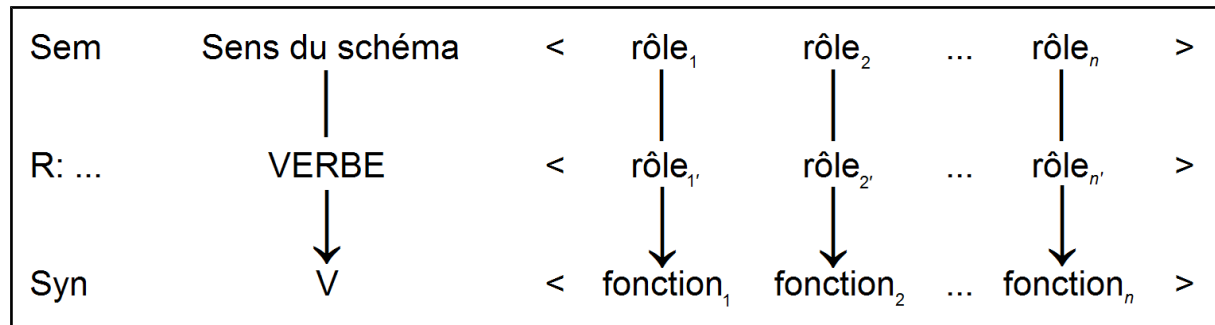 Sem Sens du schéma < rôle₁ rôle₂ ... rôleₙ >
R: ... VERBE < rôle₁′ rôle₂′ ... rôleₙ′ >
Syn V < fonction₁ fonction₂ ... fonctionₙ >